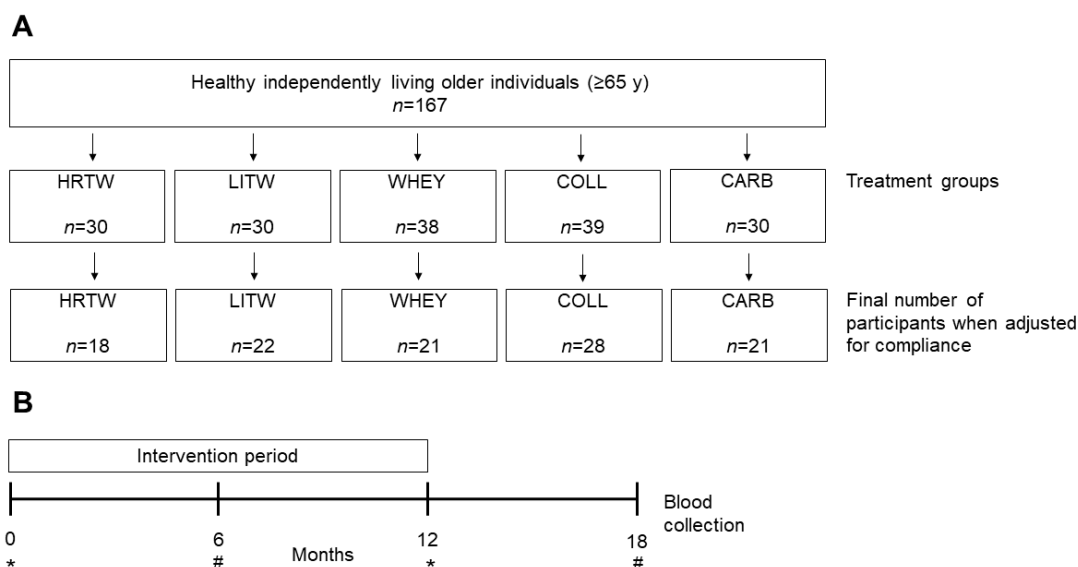 A
Healthy independently living older individuals (≥65 y)
n=167
HRTW
n=30
LITW
n=30
WHEY
n=38
COLL
n=39
CARB
n=30
Treatment groups
HRTW
n=18
LITW
n=22
WHEY
n=21
COLL
n=28
CARB
n=21
Final number of
participants when adjusted
for compliance
B
Intervention period
0
*
6
#
Months
12
*
18
#
Blood
collection